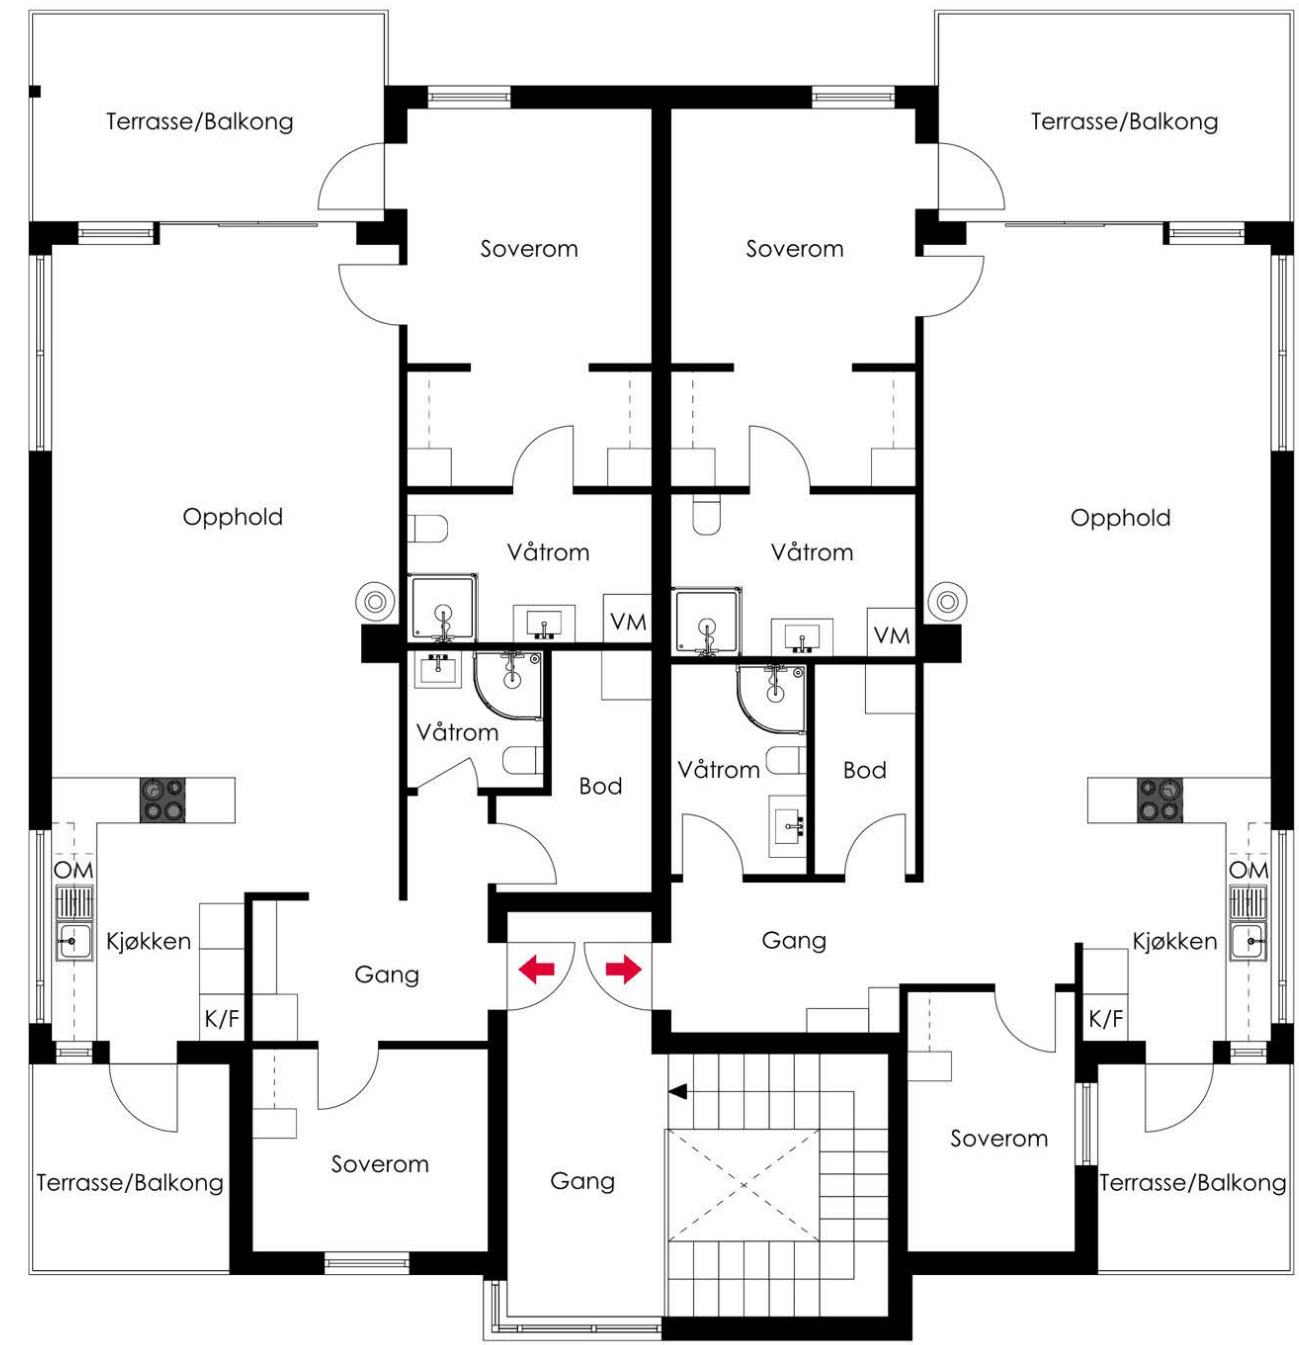 Terrasse/Balkong
Terrasse/Balkong
Soverom
Soverom
Opphold
Opphold
Våtrom
Våtrom
VM
VM
Våtrom
Våtrom
Bod
Bod
OM
OM
Kjøkken
Gang
Kjøkken
Gang
K/F
K/F
Soverom
Soverom
Terrasse/Balkong
Gang
Terrasse/Balkong